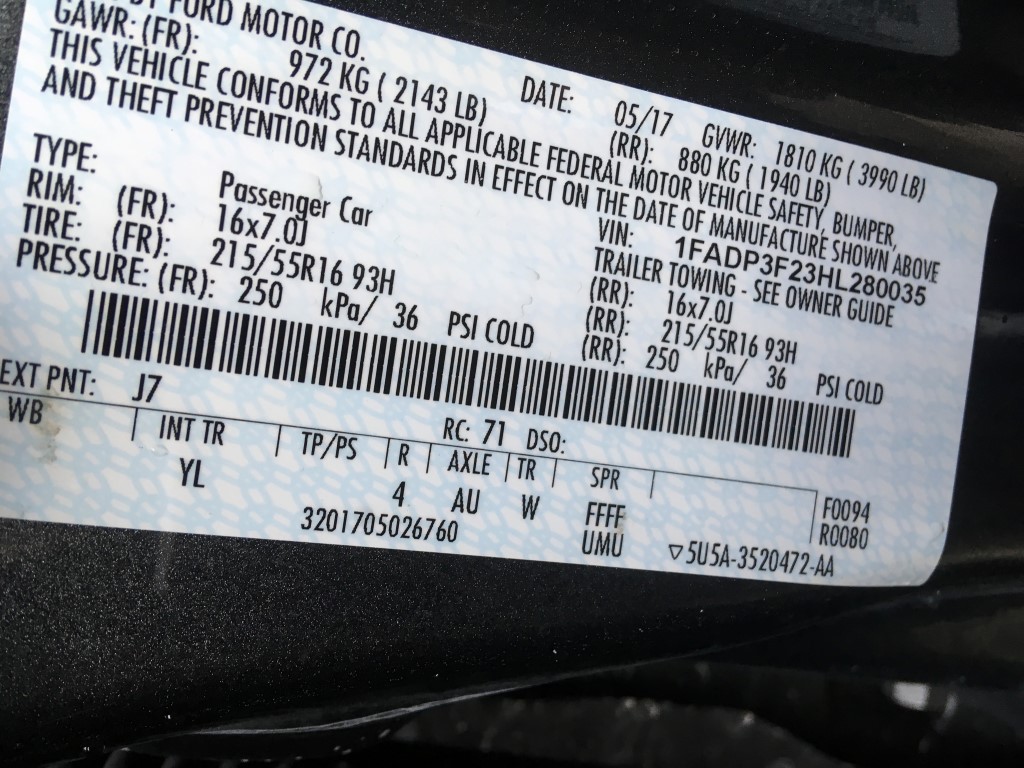 BY FORD MOTOR CO.
DATE: 05/17 GVWR: 1810 KG ( 3990 LB)
GAWR: (FR): 972 KG ( 2143 LB) (RR): 880 KG ( 1940 LB)
THIS VEHICLE CONFORMS TO ALL APPLICABLE FEDERAL MOTOR VEHICLE SAFETY, BUMPER,
AND THEFT PREVENTION STANDARDS IN EFFECT ON THE DATE OF MANUFACTURE SHOWN ABOVE
VIN: 1FADP3F23HL280035
TYPE: Passenger Car TRAILER TOWING - SEE OWNER GUIDE
RIM: (FR): 16x7.0J (RR): 16x7.0J
TIRE: (FR): 215/55R16 93H (RR): 215/55R16 93H
PRESSURE: (FR): 250 kPa/ 36 PSI COLD (RR): 250 kPa/ 36 PSI COLD
EXT PNT: J7 RC: 71 DSO:
WB INT TR TP/PS R AXLE TR SPR
YL 4 AU W FFFF F0094
UMU R0080
3201705026760 ▽5U5A-3520472-AA